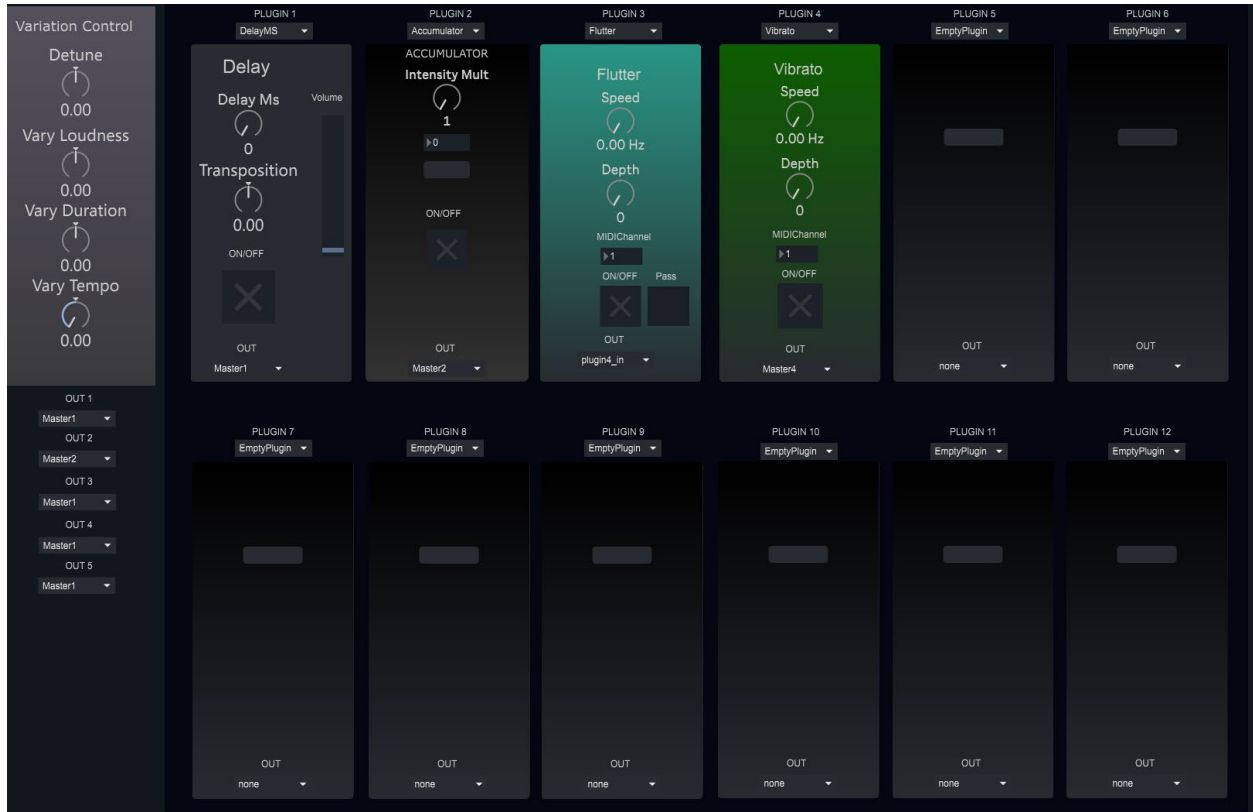 Variation Control
Detune
0.00
Vary Loudness
0.00
Vary Duration
0.00
Vary Tempo
0.00
OUT 1
Master1
OUT 2
Master2
OUT 3
Master1
OUT 4
Master1
OUT 5
Master1
PLUGIN 1
DelayMS
Delay
Delay Ms
Volume
0
Transposition
0.00
ON/OFF
OUT
Master1
PLUGIN 2
Accumulator
ACCUMULATOR
Intensity Mult
1
0
ON/OFF
OUT
Master2
PLUGIN 3
Flutter
Flutter
Speed
0.00 Hz
Depth
0
MIDIChannel
1
ON/OFF Pass
OUT
plugin4_in
PLUGIN 4
Vibrato
Vibrato
Speed
0.00 Hz
Depth
0
MIDIChannel
1
ON/OFF
OUT
Master4
PLUGIN 5
EmptyPlugin
OUT
none
PLUGIN 6
EmptyPlugin
OUT
none
PLUGIN 7
EmptyPlugin
OUT
none
PLUGIN 8
EmptyPlugin
OUT
none
PLUGIN 9
EmptyPlugin
OUT
none
PLUGIN 10
EmptyPlugin
OUT
none
PLUGIN 11
EmptyPlugin
OUT
none
PLUGIN 12
EmptyPlugin
OUT
none